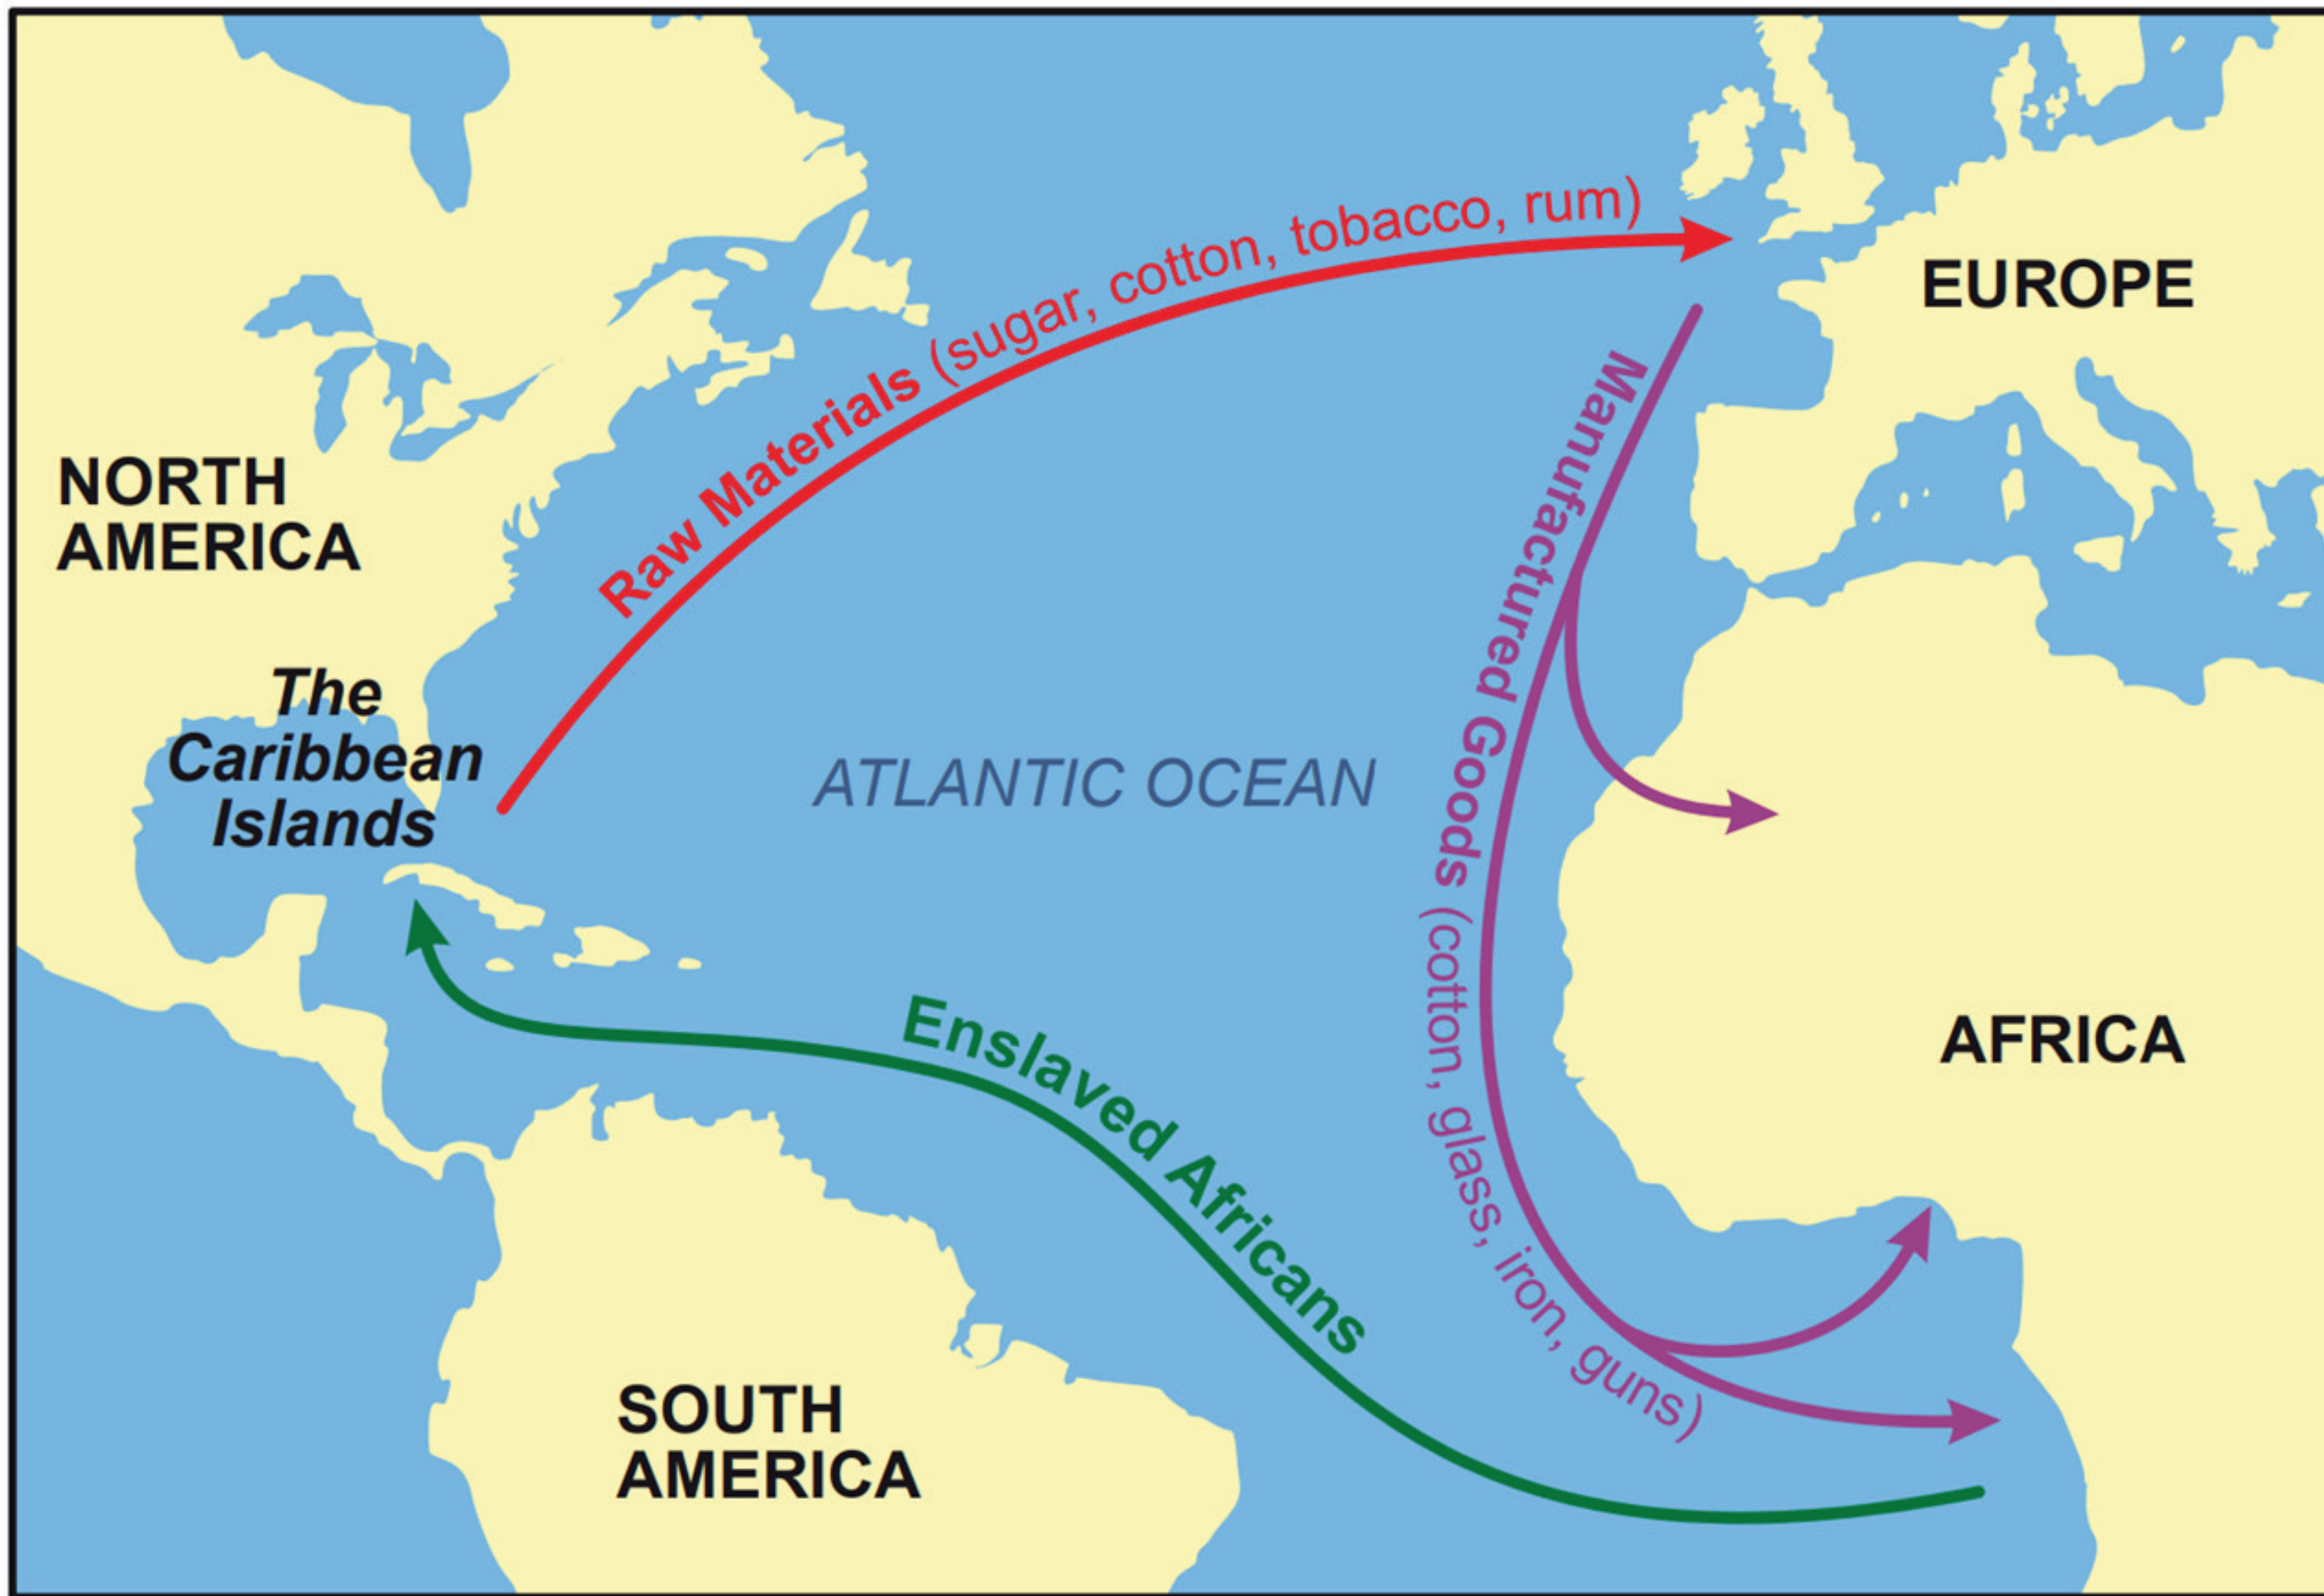 Raw Materials (sugar, cotton, tobacco, rum)
EUROPE
NORTH
AMERICA
Manufactured Goods (cotton, glass, iron, guns)
The
Caribbean
Islands
ATLANTIC OCEAN
AFRICA
Enslaved Africans
SOUTH
AMERICA